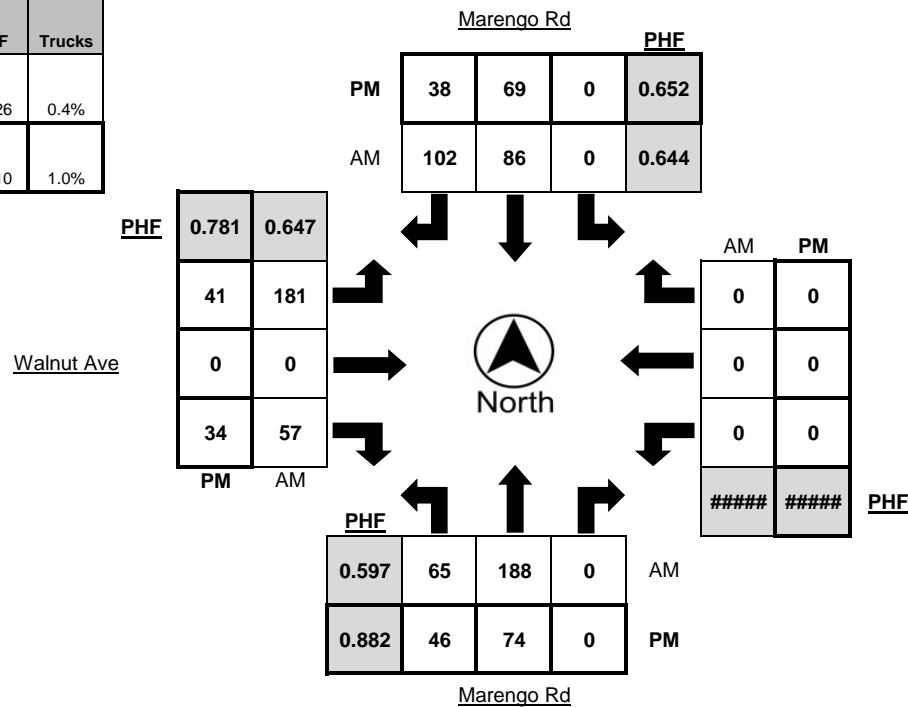 Marengo Rd
PHF
PM 38 69 0 0.652
AM 102 86 0 0.644
Trucks
0.4%
1.0%
PHF 0.781 0.647
41 181
Walnut Ave 0 0
34 57
PM AM
North
AM PM
0 0
0 0
0 0
##### ##### PHF
PHF
0.597 65 188 0 AM
0.882 46 74 0 PM
Marengo Rd